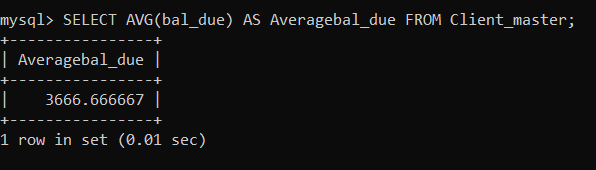 mysql> SELECT AVG(bal_due) AS Averagebal_due FROM Client_master;
+----------------+
| Averagebal_due |
+----------------+
|    3666.666667 |
+----------------+
1 row in set (0.01 sec)